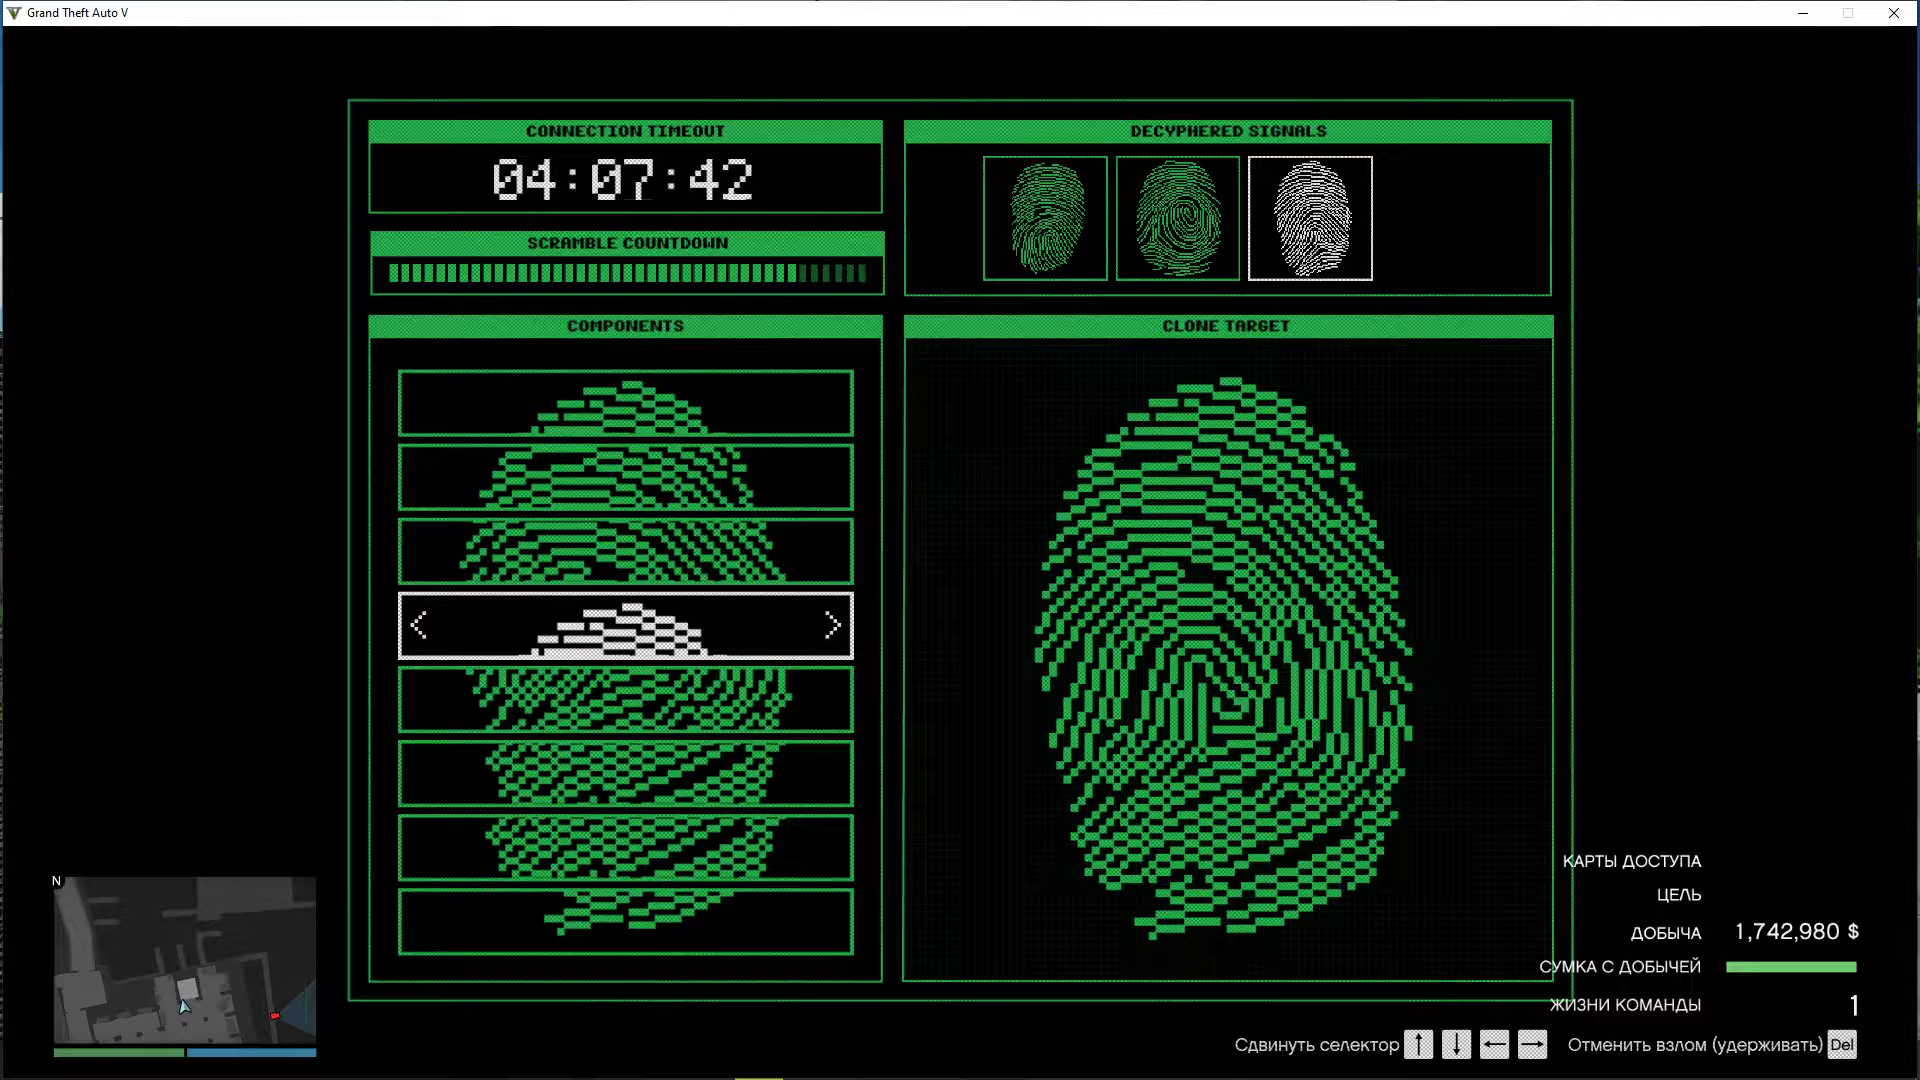 Grand Theft Auto V
CONNECTION TIMEOUT
04:07:42
SCRAMBLE COUNTDOWN
DECYPHERED SIGNALS
COMPONENTS
CLONE TARGET
N
КАРТЫ ДОСТУПА
ЦЕЛЬ
ДОБЫЧА 1,742,980 $
СУМКА С ДОБЫЧЕЙ
ЖИЗНИ КОМАНДЫ 1
Сдвинуть селектор ↑ ↓ ← → Отменить взлом (удерживать) Del